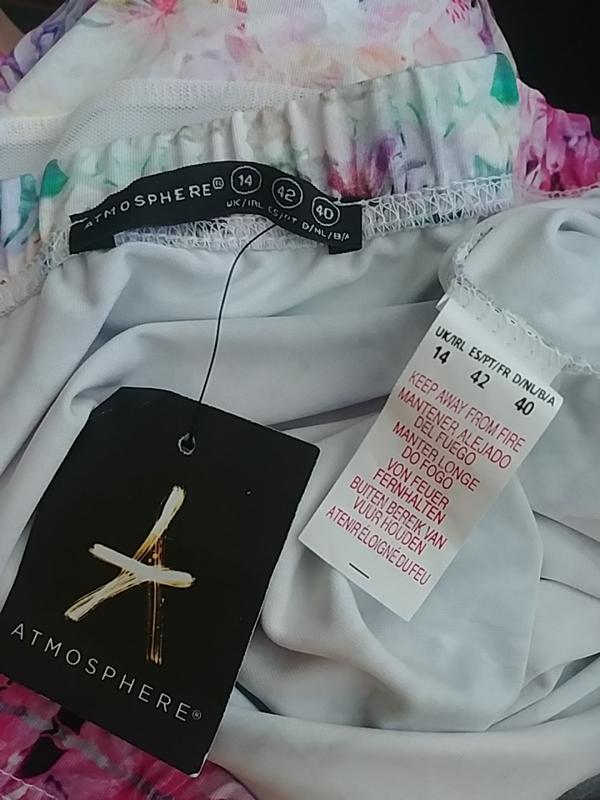 ATMOSPHERE® 14 42 40
UK/IRL ES/PT D/NL/B/A
UK/IRL ES/PT/FR D/NL/B/A
14 42 40
KEEP AWAY FROM FIRE
MANTENER ALEJADO
DEL FUEGO
MANTER LONGE
DO FOGO
VON FEUER
FERNHALTEN
BUITEN BEREIK VAN
VUUR HOUDEN
A TENIR ÉLOIGNÉ DU FEU
ATMOSPHERE®